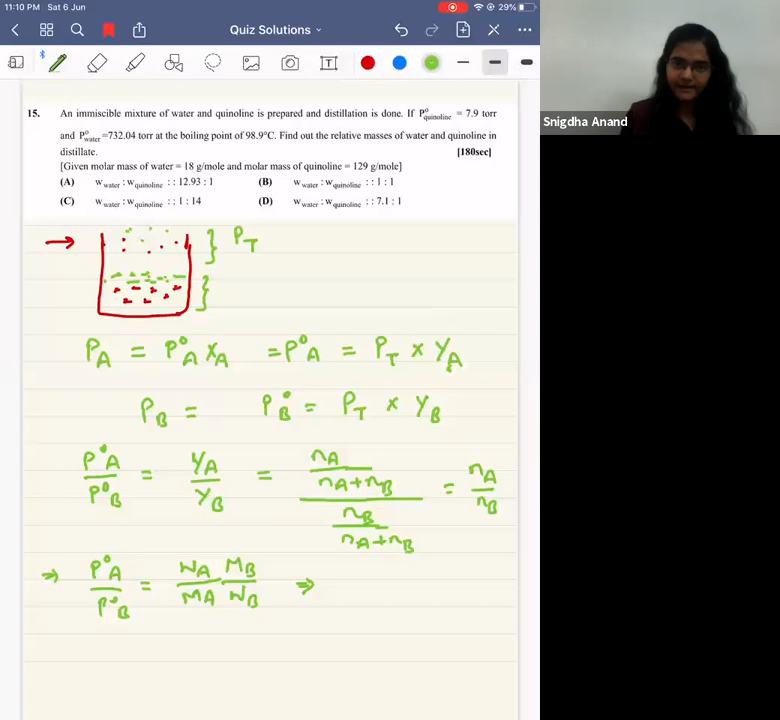 11:10 PM Sat 6 Jun
29%
Quiz Solutions
15. An immiscible mixture of water and quinoline is prepared and distillation is done. If P°quinoline = 7.9 torr
and P°water =732.04 torr at the boiling point of 98.9°C. Find out the relative masses of water and quinoline in
distillate. [180sec]
[Given molar mass of water = 18 g/mole and molar mass of quinoline = 129 g/mole]
(A) wwater : wquinoline : : 12.93 : 1 (B) wwater : wquinoline : : 1 : 1
(C) wwater : wquinoline : : 1 : 14 (D) wwater : wquinoline : : 7.1 : 1
→ } PT
}
PA = P°A XA = P°A = PT × YA
PB = P°B = PT × YB
P°A / P°B = YA / YB = (nA / nA+nB) / (nB / nA+nB) = nA / nB
⇒ P°A / P°B = WA / MA MB / WB ⇒
Snigdha Anand